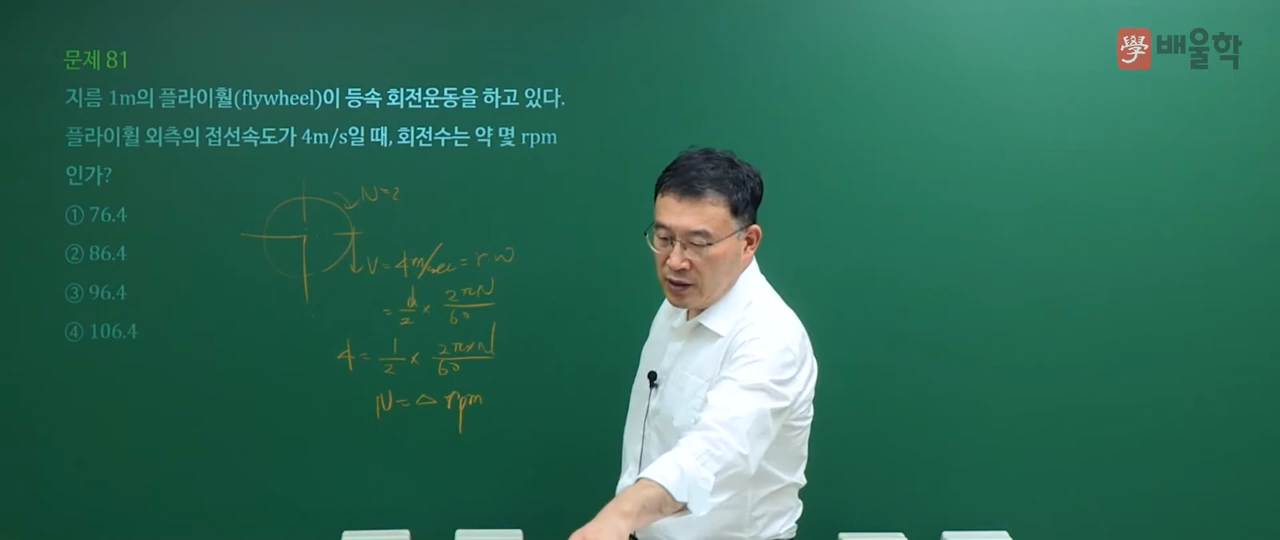 學 배울학
문제 81
지름 1m의 플라이휠(flywheel)이 등속 회전운동을 하고 있다.
플라이휠 외측의 접선속도가 4m/s일 때, 회전수는 약 몇 rpm
인가?
① 76.4
② 86.4
③ 96.4
④ 106.4
N=?
V=4m/sec=r·ω
=d/2×2πN/60
4=1/2×2π×N/60
N=△ rpm